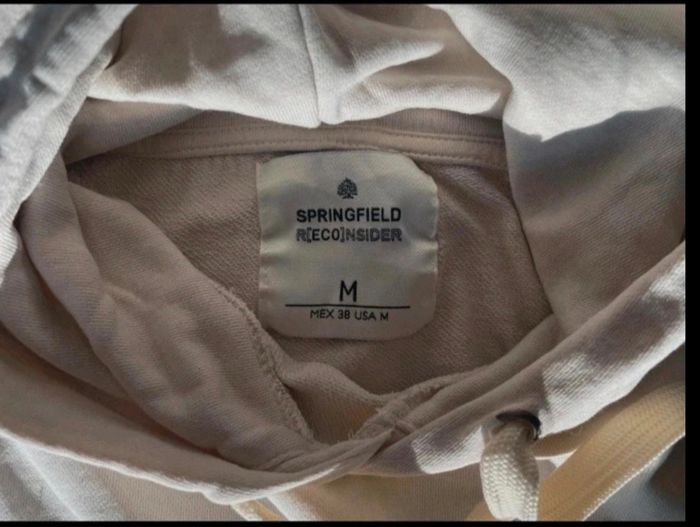 SPRINGFIELD
R[ECO]NSIDER
M
MEX 38 USA M